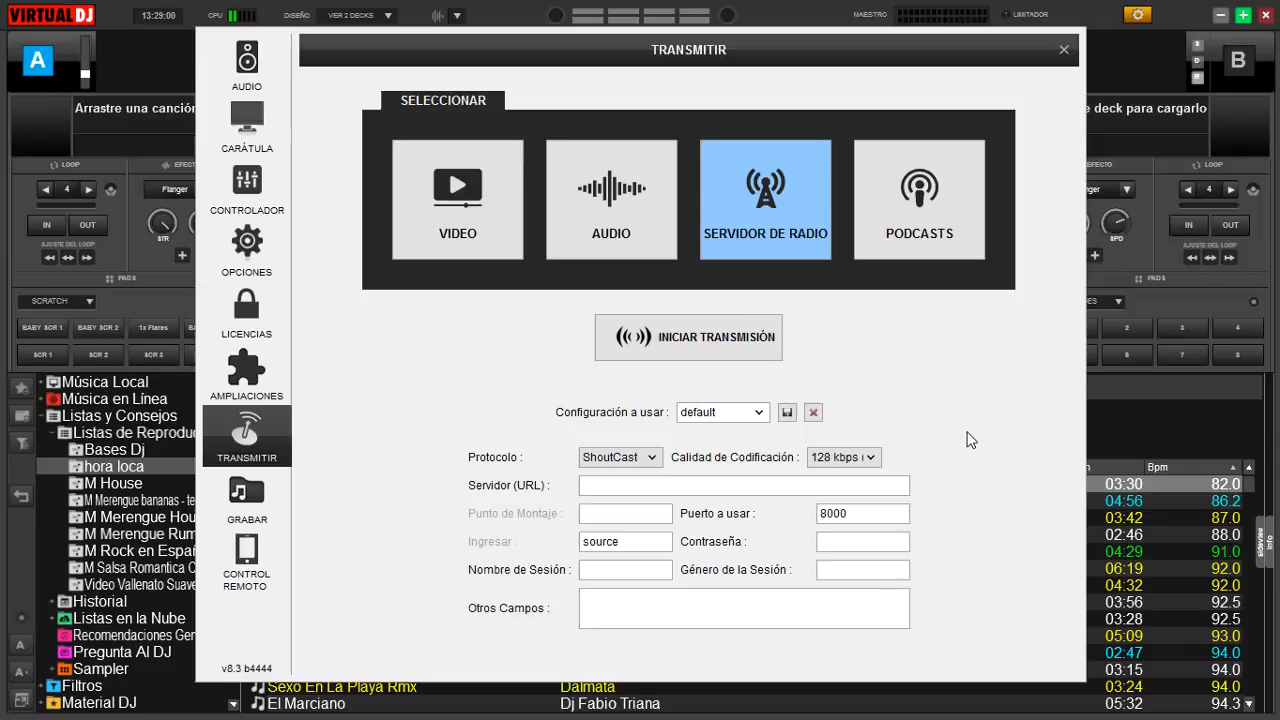 VIRTUAL DJ 13:29:00 CPU DISEÑO VER 2 DECKS MAESTRO LIMITADOR
A
Arrastre una canción
LOOP
4
Flanger
IN OUT
STR
AJUSTE DEL LOOP
PADS
SCRATCH
BABY SCR 1 BABY SCR 2 1x Flares
SCR 1 SCR 2 SCR 3
AUDIO
CARÁTULA
CONTROLADOR
OPCIONES
LICENCIAS
AMPLIACIONES
TRANSMITIR
GRABAR
CONTROL
REMOTO
v8.3 b4444
TRANSMITIR
SELECCIONAR
VIDEO AUDIO SERVIDOR DE RADIO PODCASTS
INICIAR TRANSMISIÓN
Configuración a usar : default
Protocolo : ShoutCast Calidad de Codificación : 128 kbps (
Servidor (URL) :
Punto de Montaje : Puerto a usar : 8000
Ingresar : source Contraseña :
Nombre de Sesión : Género de la Sesión :
Otros Campos :
B
e deck para cargarlo
EFECTO LOOP
nger 4
SPD IN OUT
AJUSTE DEL LOOP
PADS
ES
2 3 4
6 7 8
Música Local
Música en Línea
Listas y Consejos
Listas de Reprodu
Bases Dj
hora loca
M House
M Merengue bananas - te
M Merengue Hou
M Merengue Rum
M Rock en Españ
M Salsa Romantica C
Video Vallenato Suave
Historial
Listas en la Nube
Recomendaciones Ger
Pregunta Al DJ
Sampler
Filtros
Material DJ
Bpm
03:30 82.0
04:56 86.2
03:42 87.0
02:46 88.0
04:29 91.0
06:19 92.0
04:32 92.0
03:56 92.5
03:28 92.5
05:09 93.0
02:47 94.0
03:15 94.0
Sexo En La Playa Rmx Dalmata 03:24 94.0
El Marciano Dj Fabio Triana 05:02 94.3
sideview
info